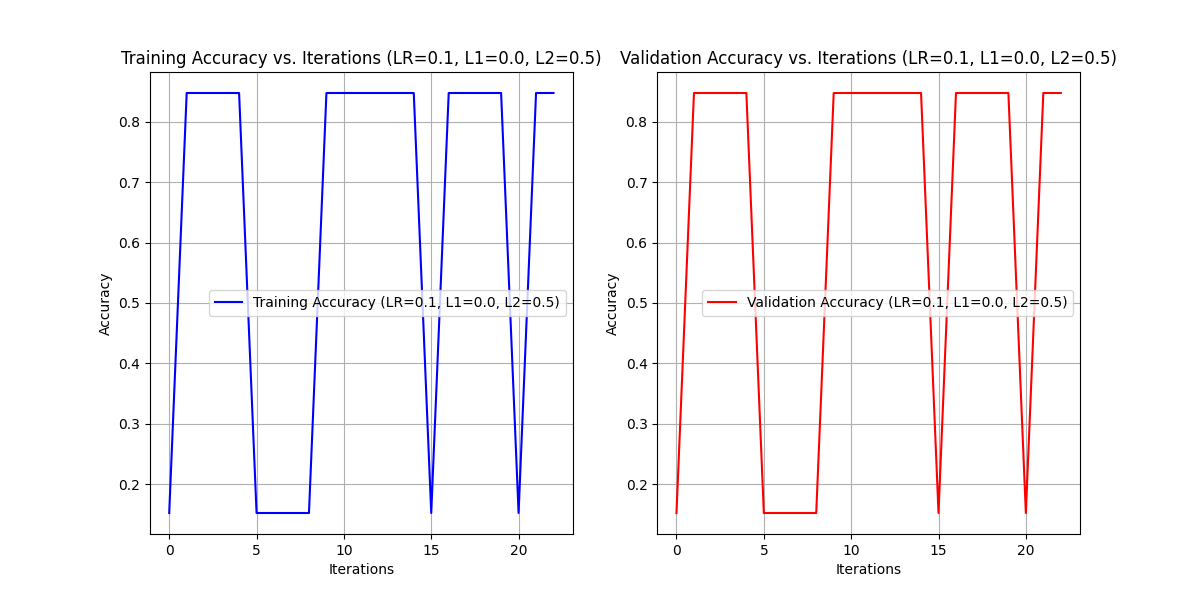 Training Accuracy vs. Iterations (LR=0.1, L1=0.0, L2=0.5)
Accuracy
0.8
0.7
0.6
0.5
0.4
0.3
0.2
Training Accuracy (LR=0.1, L1=0.0, L2=0.5)
0 5 10 15 20
Iterations
Validation Accuracy vs. Iterations (LR=0.1, L1=0.0, L2=0.5)
Accuracy
0.8
0.7
0.6
0.5
0.4
0.3
0.2
Validation Accuracy (LR=0.1, L1=0.0, L2=0.5)
0 5 10 15 20
Iterations